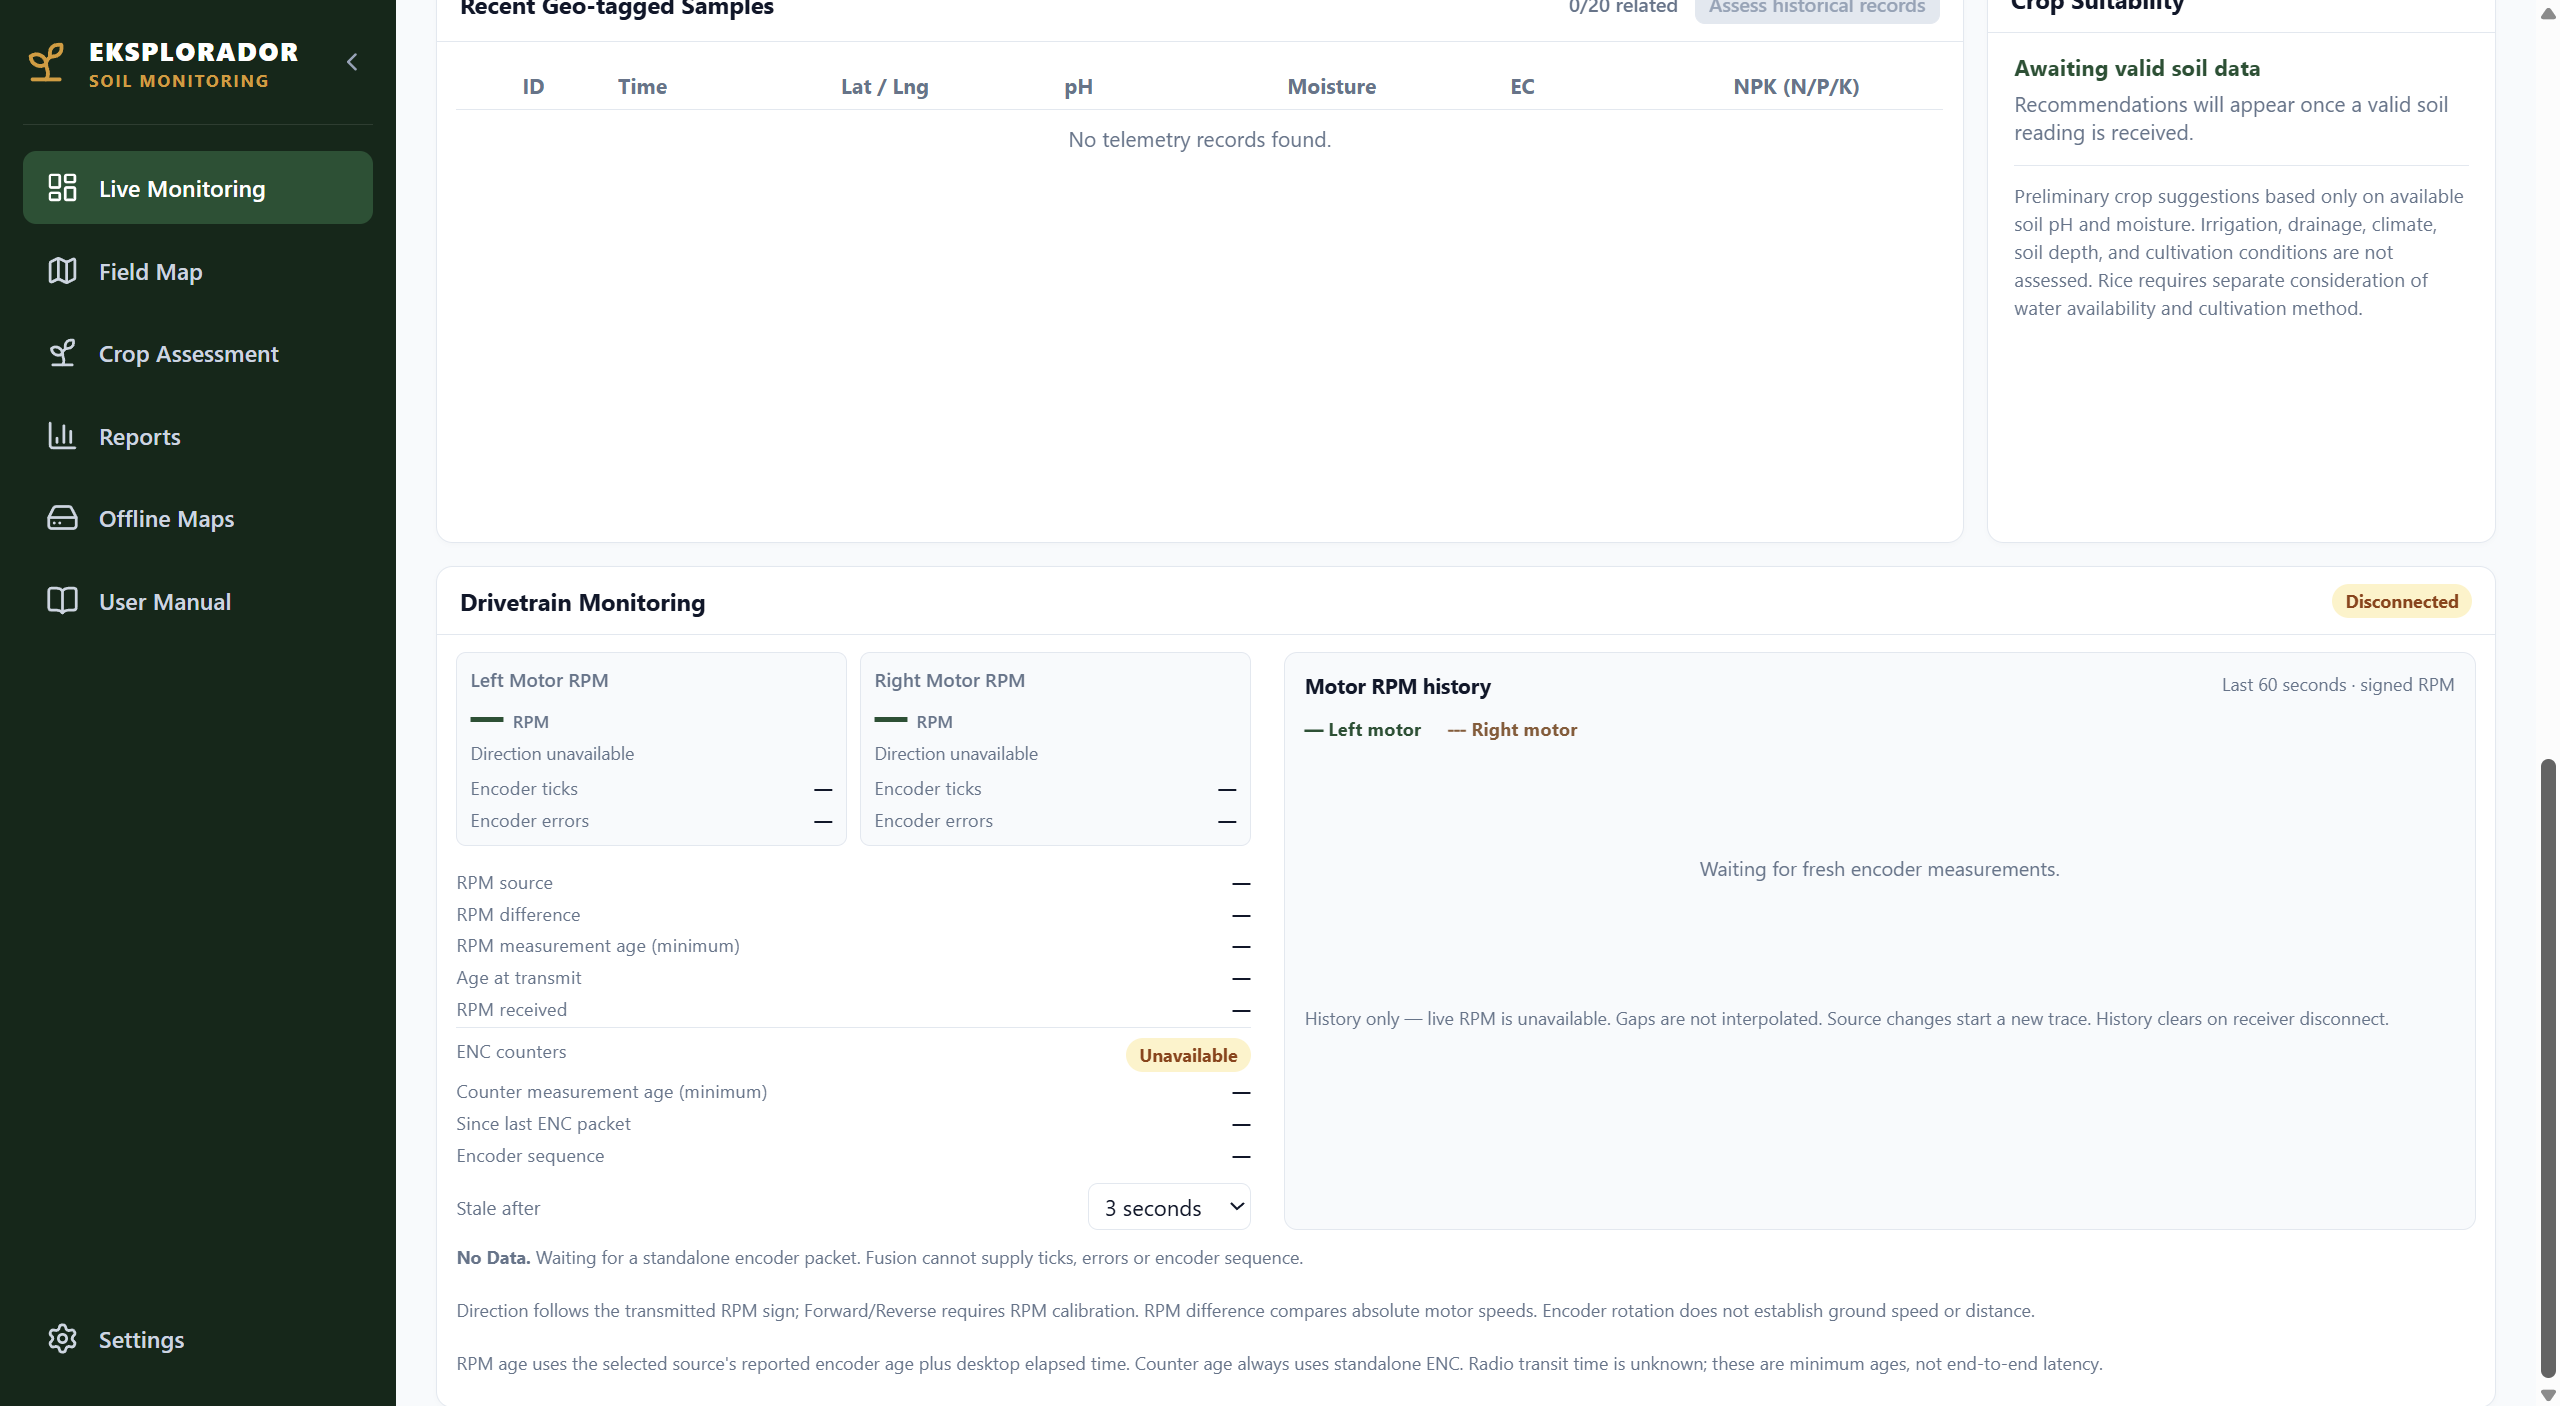 EKSPLORADOR
SOIL MONITORING
Live Monitoring
Field Map
Crop Assessment
Reports
Offline Maps
User Manual
Settings
Recent Geo-tagged Samples
0/20 related
Assess historical records
ID Time Lat / Lng pH Moisture EC NPK (N/P/K)
No telemetry records found.
Crop Suitability
Awaiting valid soil data
Recommendations will appear once a valid soil
reading is received.
Preliminary crop suggestions based only on available
soil pH and moisture. Irrigation, drainage, climate,
soil depth, and cultivation conditions are not
assessed. Rice requires separate consideration of
water availability and cultivation method.
Drivetrain Monitoring
Disconnected
Left Motor RPM
— RPM
Direction unavailable
Encoder ticks —
Encoder errors —
Right Motor RPM
— RPM
Direction unavailable
Encoder ticks —
Encoder errors —
RPM source —
RPM difference —
RPM measurement age (minimum) —
Age at transmit —
RPM received —
ENC counters Unavailable
Counter measurement age (minimum) —
Since last ENC packet —
Encoder sequence —
Stale after 3 seconds
Motor RPM history
Last 60 seconds · signed RPM
— Left motor --- Right motor
Waiting for fresh encoder measurements.
History only — live RPM is unavailable. Gaps are not interpolated. Source changes start a new trace. History clears on receiver disconnect.
No Data. Waiting for a standalone encoder packet. Fusion cannot supply ticks, errors or encoder sequence.
Direction follows the transmitted RPM sign; Forward/Reverse requires RPM calibration. RPM difference compares absolute motor speeds. Encoder rotation does not establish ground speed or distance.
RPM age uses the selected source's reported encoder age plus desktop elapsed time. Counter age always uses standalone ENC. Radio transit time is unknown; these are minimum ages, not end-to-end latency.